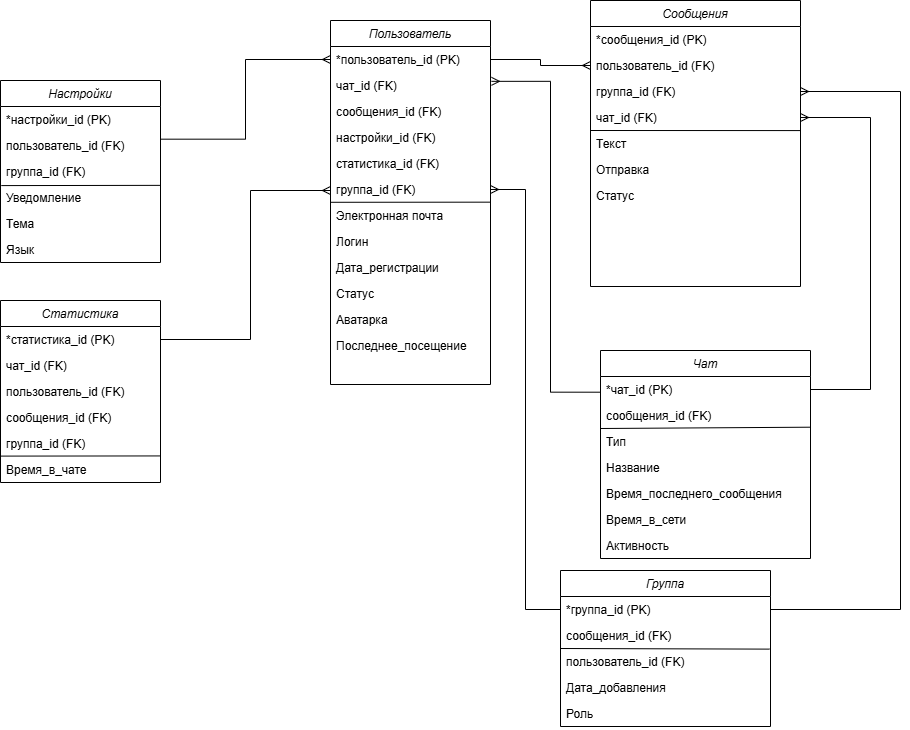 Настройки
*настройки_id (PK)
пользователь_id (FK)
группа_id (FK)
Уведомление
Тема
Язык
Статистика
*статистика_id (PK)
чат_id (FK)
пользователь_id (FK)
сообщения_id (FK)
группа_id (FK)
Время_в_чате
Пользователь
*пользователь_id (PK)
чат_id (FK)
сообщения_id (FK)
настройки_id (FK)
статистика_id (FK)
группа_id (FK)
Электронная почта
Логин
Дата_регистрации
Статус
Аватарка
Последнее_посещение
Сообщения
*сообщения_id (PK)
пользователь_id (FK)
группа_id (FK)
чат_id (FK)
Текст
Отправка
Статус
Чат
*чат_id (PK)
сообщения_id (FK)
Тип
Название
Время_последнего_сообщения
Время_в_сети
Активность
Группа
*группа_id (PK)
сообщения_id (FK)
пользователь_id (FK)
Дата_добавления
Роль